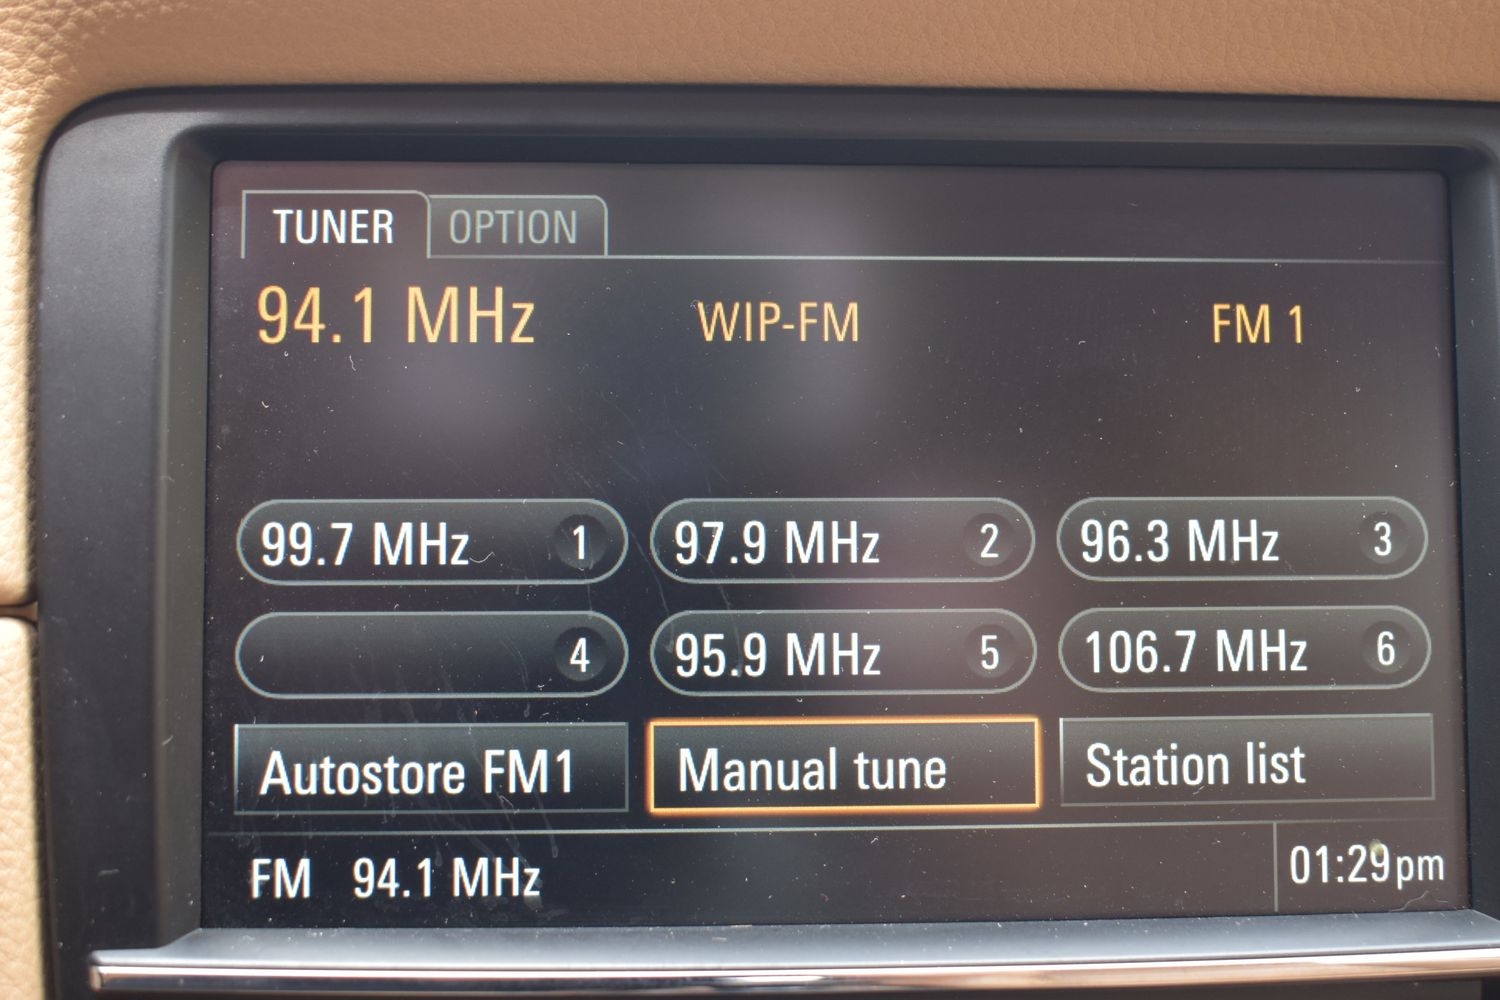 TUNER OPTION
94.1 MHz WIP-FM FM 1
99.7 MHz 1 97.9 MHz 2 96.3 MHz 3
4 95.9 MHz 5 106.7 MHz 6
Autostore FM1 Manual tune Station list
FM 94.1 MHz 01:29pm